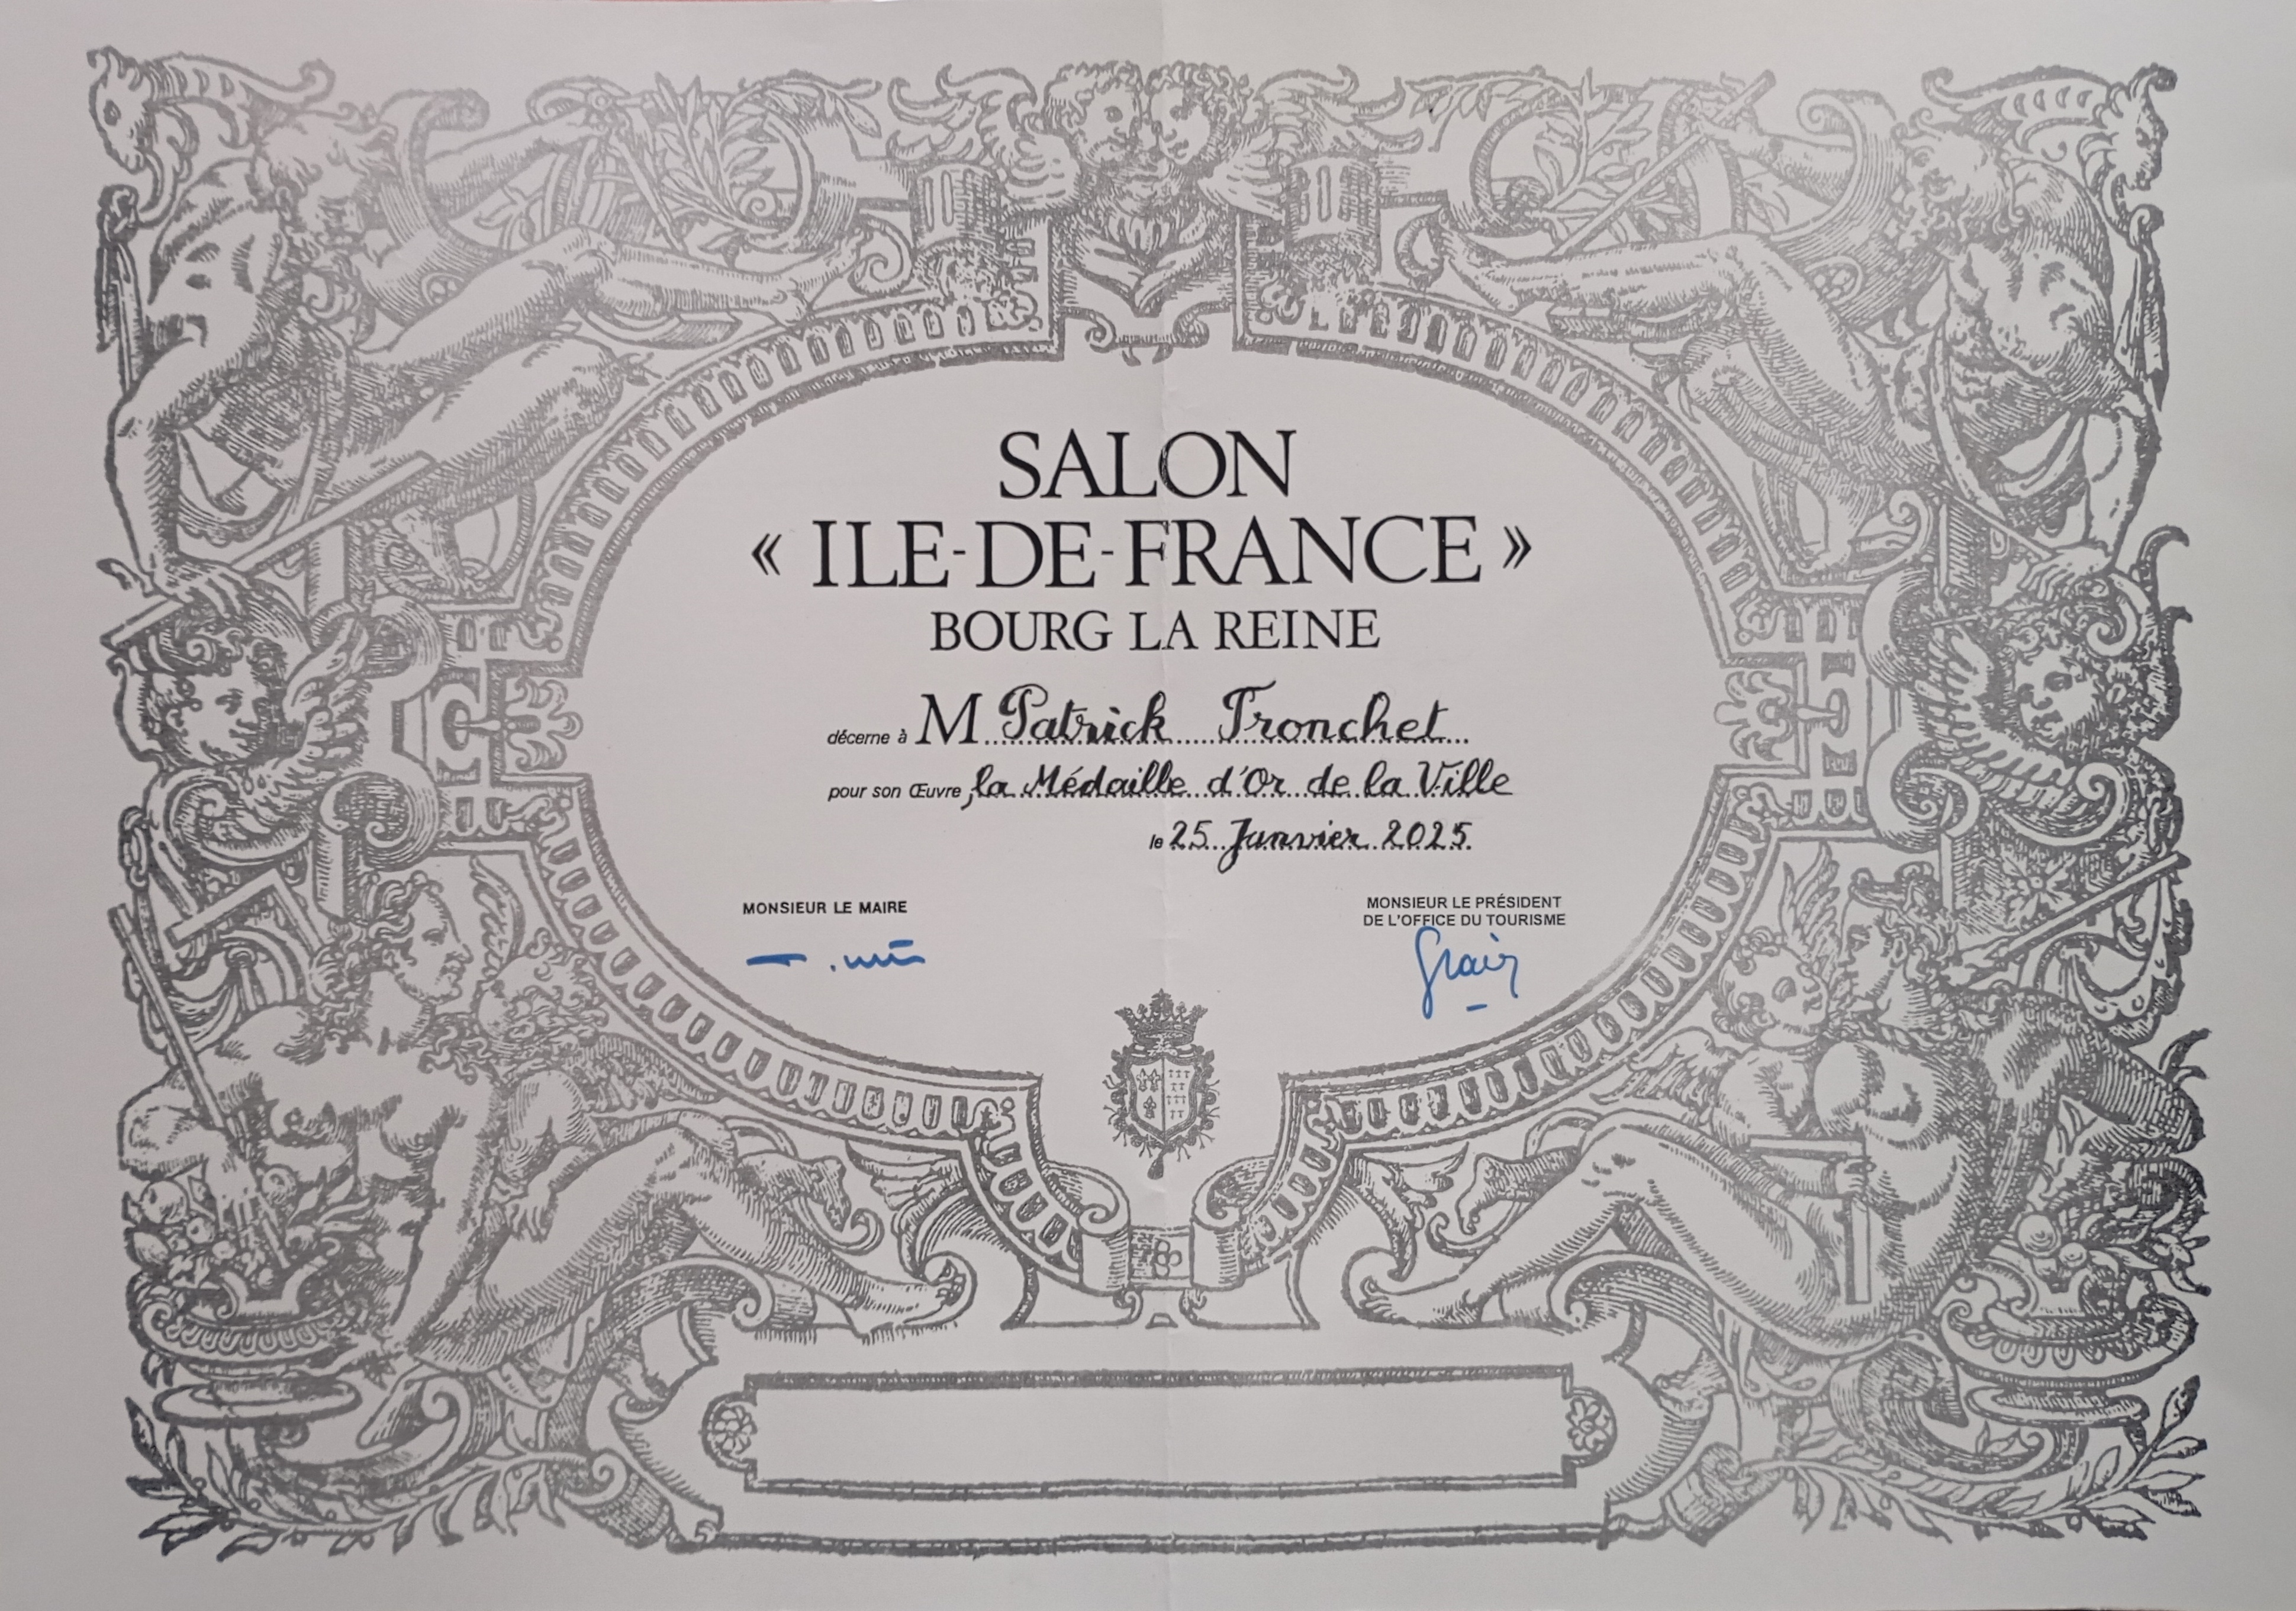 SALON
« ILE-DE-FRANCE »
BOURG LA REINE
décerne à M. Patrick Tronchet
pour son Œuvre, la Médaille d'Or de la Ville
le 25 Janvier 2025.
MONSIEUR LE MAIRE
MONSIEUR LE PRÉSIDENT
DE L'OFFICE DU TOURISME